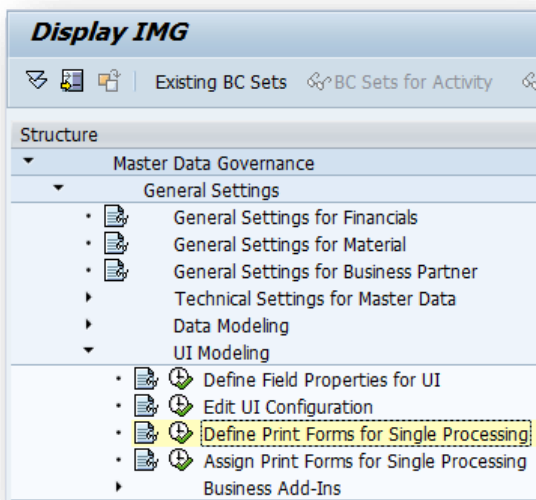 Display IMG
Existing BC Sets BC Sets for Activity
Structure
Master Data Governance
General Settings
General Settings for Financials
General Settings for Material
General Settings for Business Partner
Technical Settings for Master Data
Data Modeling
UI Modeling
Define Field Properties for UI
Edit UI Configuration
Define Print Forms for Single Processing
Assign Print Forms for Single Processing
Business Add-Ins